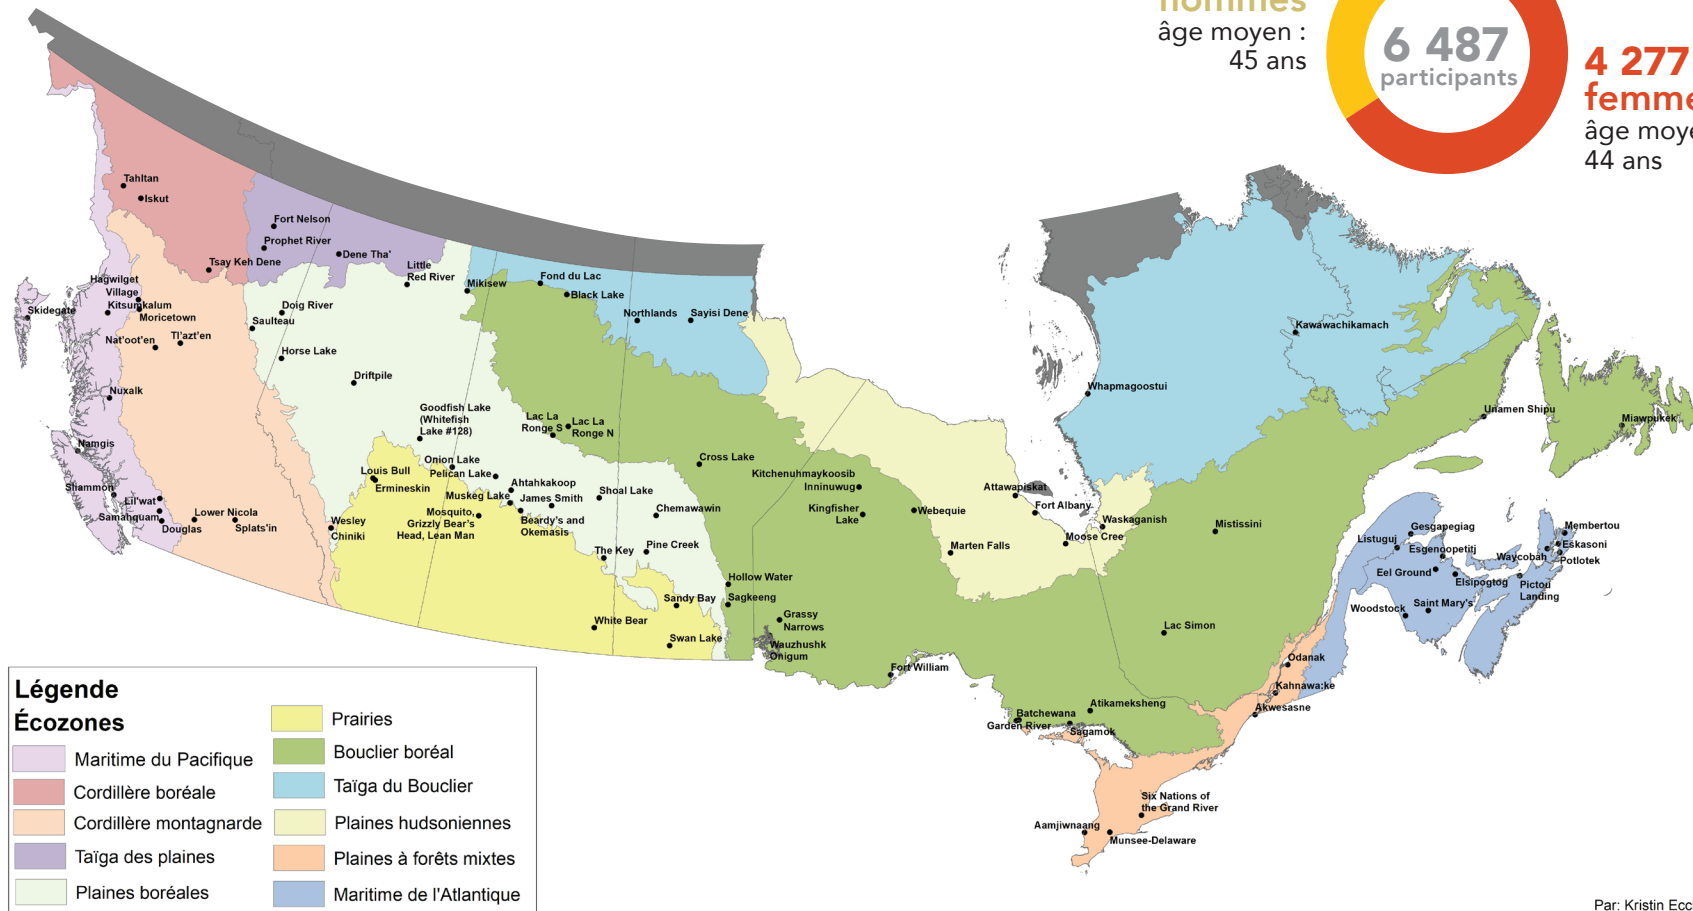 hommes
âge moyen :
45 ans
6 487
participants
4 277
femme
âge moye
44 ans
Tahltan
Iskut
Tsay Keh Dene
Fort Nelson
Prophet River
Dene Tha'
Little
Red River
Mikisew
Fond du Lac
Black Lake
Northlands
Sayisi Dene
Hagwilget
Village
Kitsumkalum
Moricetown
Skidegate
Nat'oot'en
Tl'azt'en
Doig River
Saulteau
Horse Lake
Driftpile
Nuxalk
Goodfish Lake
(Whitefish
Lake #128)
Lac La
Ronge S
Lac La
Ronge N
Namgis
Shammon
Lil'wat
Samahquam
Douglas
Lower Nicola
Splats'in
Louis Bull
Ermineskin
Onion Lake
Pelican Lake
Muskeg Lake
Ahtahkakoop
James Smith
Mosquito,
Grizzly Bear's
Head, Lean Man
Beardy's and
Okemasis
Wesley
Chiniki
Shoal Lake
Chemawawin
Cross Lake
The Key
Pine Creek
Hollow Water
Sagkeeng
Sandy Bay
White Bear
Swan Lake
Kitchenuhmaykoosib
Inninuwug
Kingfisher
Lake
Webequie
Marten Falls
Attawapiskat
Fort Albany
Moose Cree
Waskaganish
Grassy
Narrows
Wauzhushk
Onigum
Fort William
Batchewana
Garden River
Sagamok
Atikameksheng
Kawawachikamach
Whapmagoostui
Mistissini
Lac Simon
Unamen Shipu
Miawpukek
Odanak
Kahnawa:ke
Akwesasne
Six Nations of
the Grand River
Aamjiwnaang
Munsee-Delaware
Gesgapegiag
Listuguj
Esgenoopetitj
Eel Ground
Elsipogtog
Woodstock
Saint Mary's
Waycobah
Membertou
Eskasoni
Potlotek
Pictou
Landing
Légende
Écozones
Maritime du Pacifique
Cordillère boréale
Cordillère montagnarde
Taïga des plaines
Plaines boréales
Prairies
Bouclier boréal
Taïga du Bouclier
Plaines hudsoniennes
Plaines à forêts mixtes
Maritime de l'Atlantique
Par: Kristin Ecc